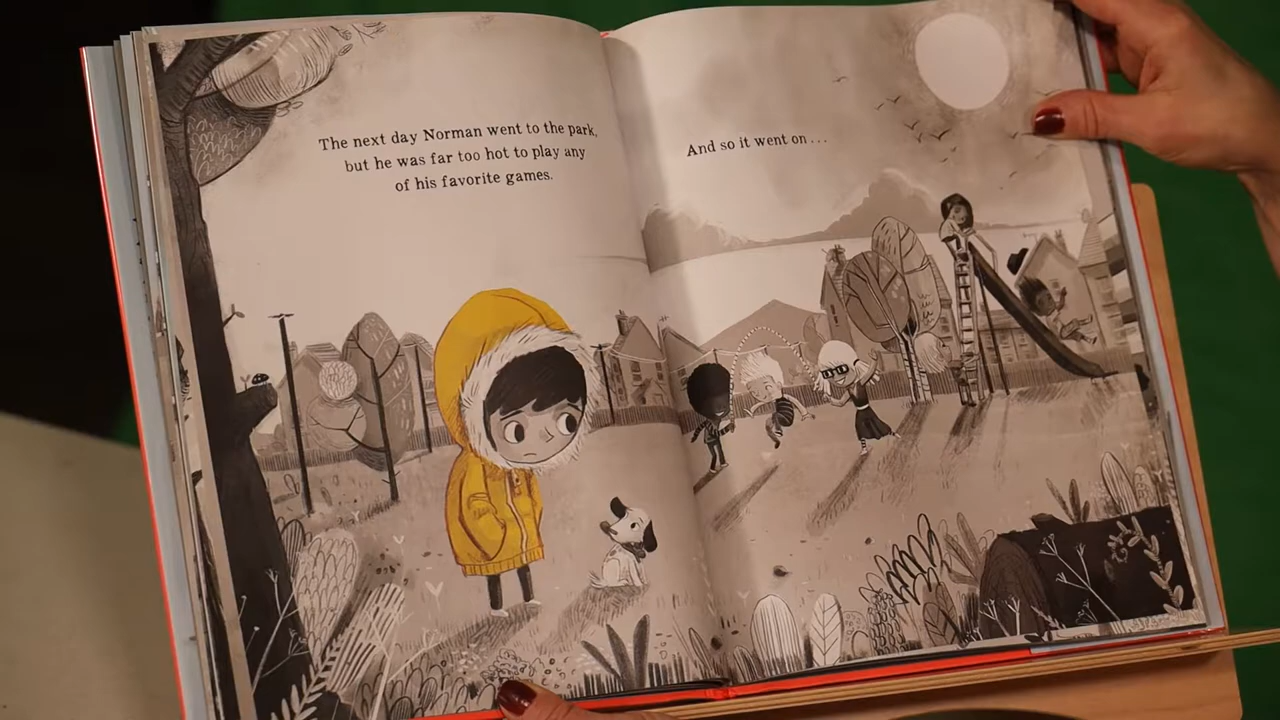 The next day Norman went to the park,
but he was far too hot to play any
of his favorite games.
And so it went on...